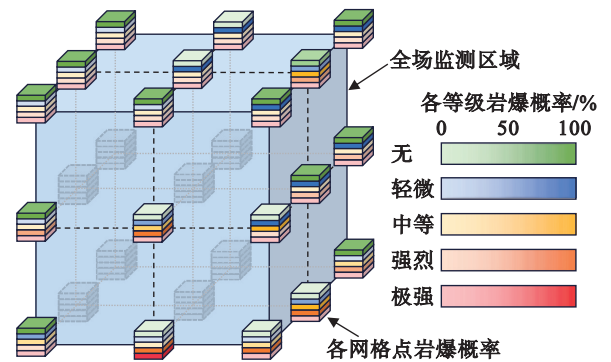 全场监测区域
各等级岩爆概率/%
0 50 100
无
轻微
中等
强烈
极强
各网格点岩爆概率